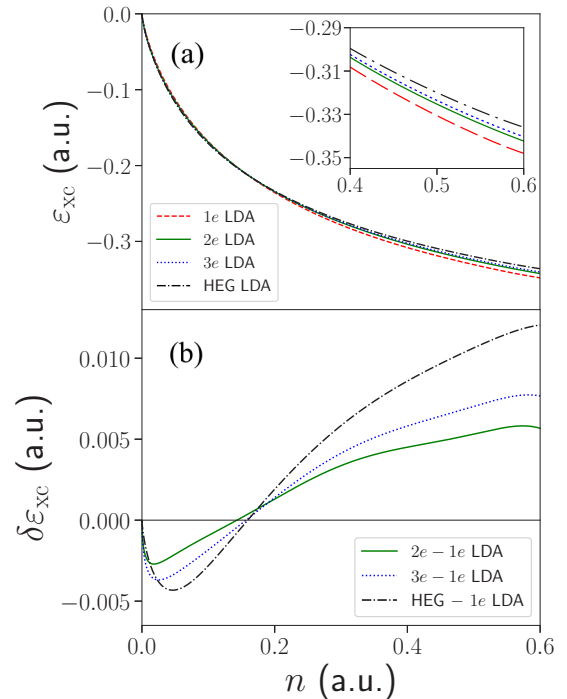 (a)
0.0
−0.1
−0.2
−0.3
ε_xc (a.u.)
−0.29
−0.31
−0.33
−0.35
0.4 0.5 0.6
1e LDA
2e LDA
3e LDA
HEG LDA
(b)
0.010
0.005
0.000
−0.005
δε_xc (a.u.)
2e − 1e LDA
3e − 1e LDA
HEG − 1e LDA
0.0 0.2 0.4 0.6
n (a.u.)